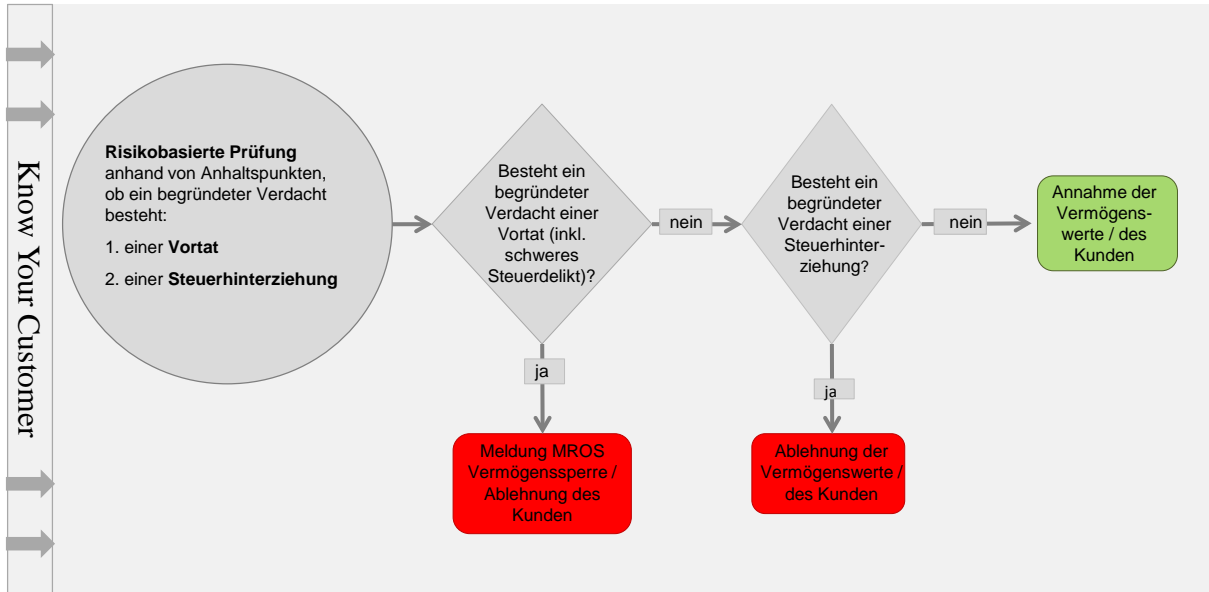 Know Your Customer
Risikobasierte Prüfung
anhand von Anhaltspunkten,
ob ein begründeter Verdacht
besteht:
1. einer Vortat
2. einer Steuerhinterziehung
Besteht ein
begründeter
Verdacht einer
Vortat (inkl.
schweres
Steuerdelikt)?
nein
Besteht ein
begründeter
Verdacht einer
Steuerhinter-
ziehung?
nein
Annahme der
Vermögens-
werte / des
Kunden
ja
Meldung MROS
Vermögenssperre /
Ablehnung des
Kunden
ja
Ablehnung der
Vermögenswerte /
des Kunden